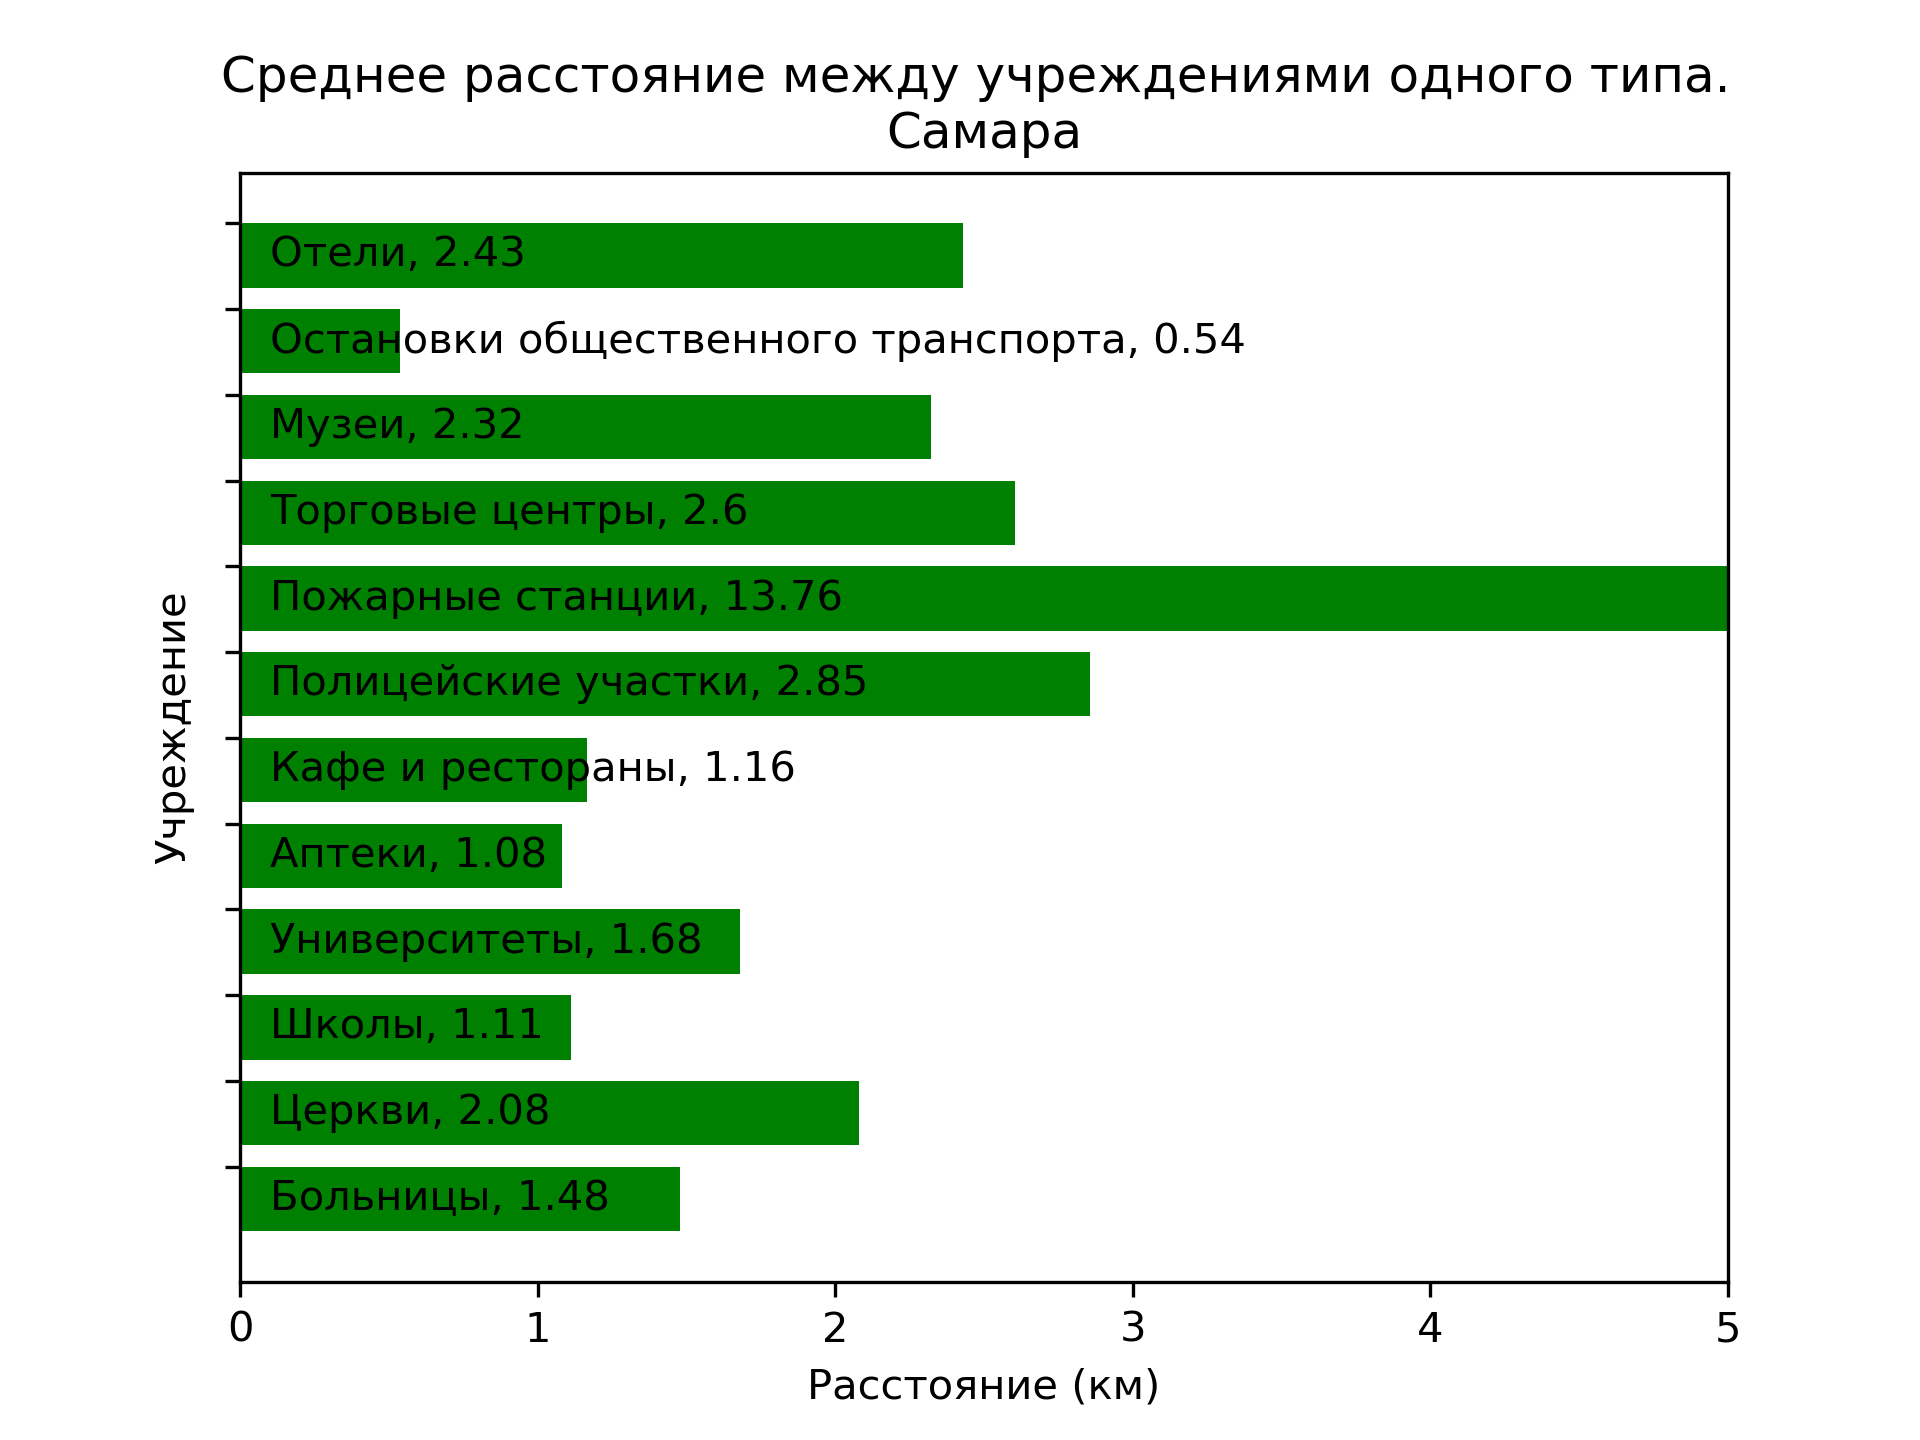 Среднее расстояние между учреждениями одного типа.
Самара
Отели, 2.43
Остановки общественного транспорта, 0.54
Музеи, 2.32
Торговые центры, 2.6
Пожарные станции, 13.76
Полицейские участки, 2.85
Кафе и рестораны, 1.16
Аптеки, 1.08
Университеты, 1.68
Школы, 1.11
Церкви, 2.08
Больницы, 1.48
Учреждение
0 1 2 3 4 5
Расстояние (км)